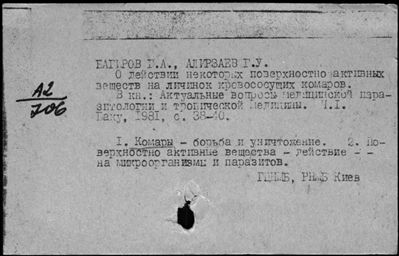 А2
706
БАГИРОВ Г.А., АЛИРЗАЕВ Г.У.
О действии некоторых поверхностно активных
веществ на личинок кровососущих комаров.
В кн.: Актуальные вопросы медицинской пара-
зитологии и тропической медицины. Ч.I.
Баку, 1981, с. 38-40.
1. Комары - борьба и уничтожение. 2. По-
верхностно активные вещества - действие -
на микроорганизмы и паразитов.
РНМБ Киев